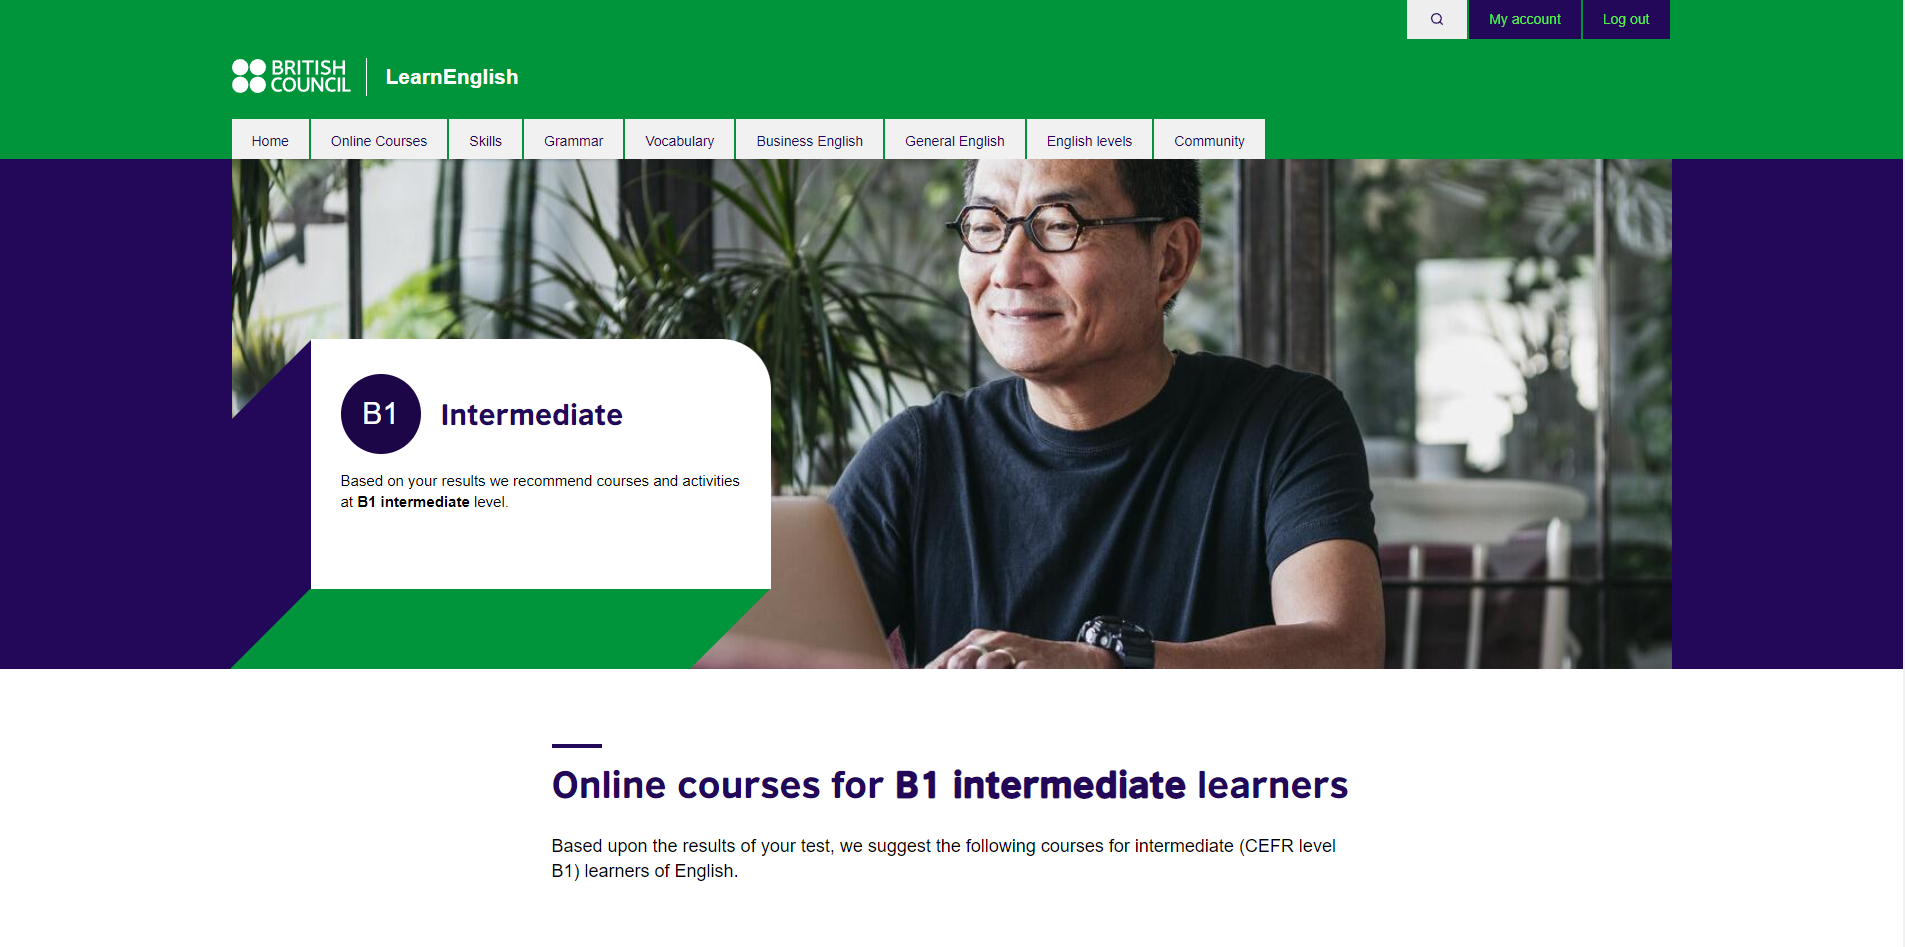 My account
Log out
BRITISH
COUNCIL
LearnEnglish
Home
Online Courses
Skills
Grammar
Vocabulary
Business English
General English
English levels
Community
B1
Intermediate
Based on your results we recommend courses and activities
at B1 intermediate level.
Online courses for B1 intermediate learners
Based upon the results of your test, we suggest the following courses for intermediate (CEFR level
B1) learners of English.